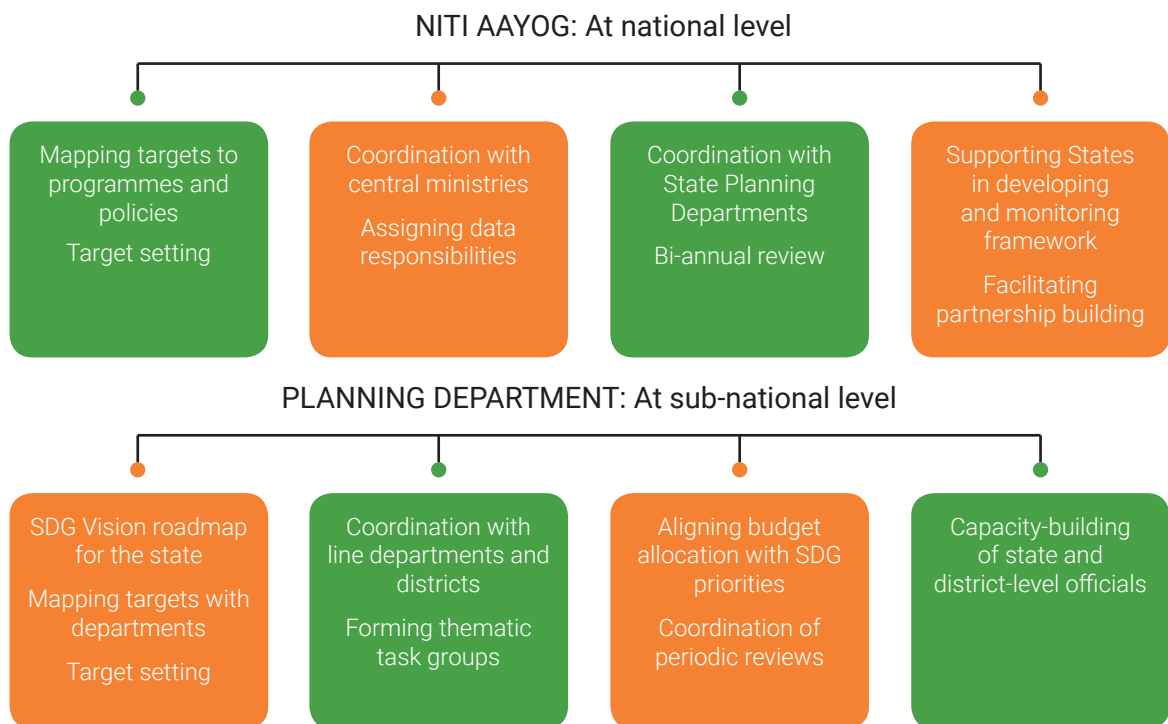 NITI AAYOG: At national level
Mapping targets to
programmes and
policies
Target setting
Coordination with
central ministries
Assigning data
responsibilities
Coordination with
State Planning
Departments
Bi-annual review
Supporting States
in developing
and monitoring
framework
Facilitating
partnership building
PLANNING DEPARTMENT: At sub-national level
SDG Vision roadmap
for the state
Mapping targets with
departments
Target setting
Coordination with
line departments and
districts
Forming thematic
task groups
Aligning budget
allocation with SDG
priorities
Coordination of
periodic reviews
Capacity-building
of state and
district-level officials